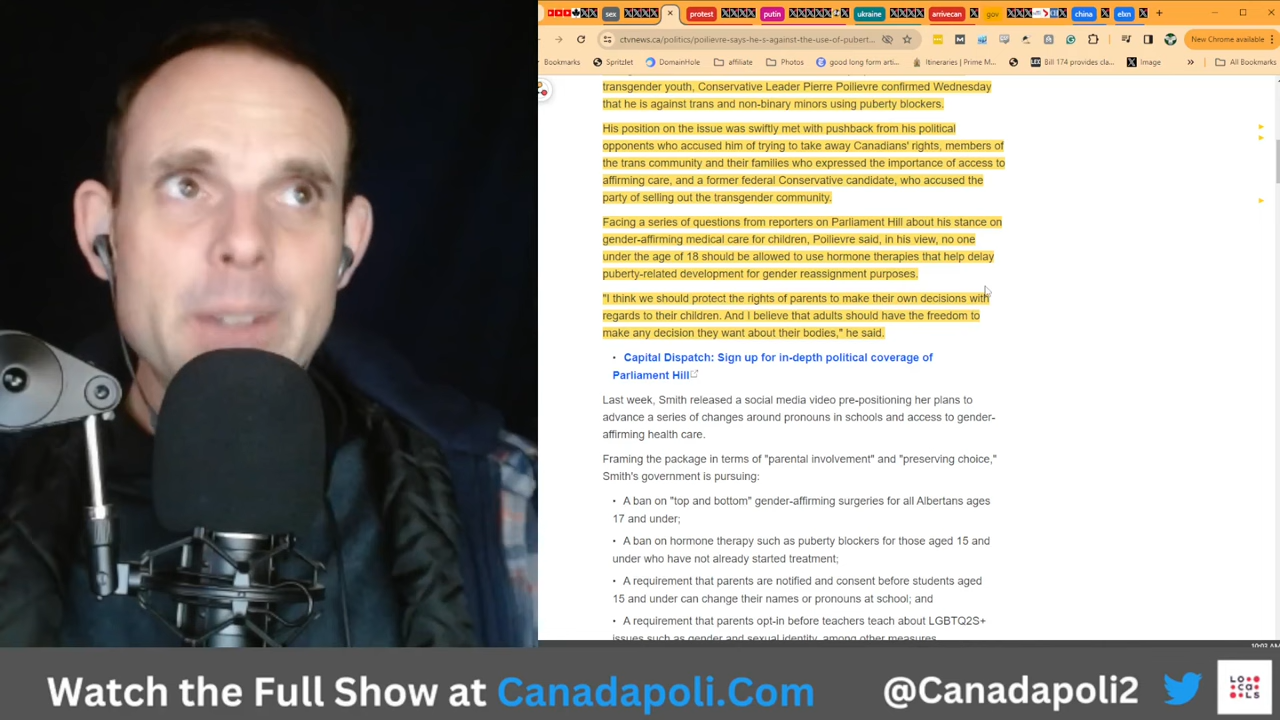 sex
protest
putin
ukraine
arrivecan
gov
china
elxn
ctvnews.ca/politics/poilievre-says-he-s-against-the-use-of-pubert...
New Chrome available
Bookmarks
Spritzlet
DomainHole
affiliate
Photos
good long form arti...
Itineraries | Prime M...
Bill 174 provides cla...
Image
»
All Bookmarks
transgender youth, Conservative Leader Pierre Poilievre confirmed Wednesday
that he is against trans and non-binary minors using puberty blockers.
His position on the issue was swiftly met with pushback from his political
opponents who accused him of trying to take away Canadians' rights, members of
the trans community and their families who expressed the importance of access to
affirming care, and a former federal Conservative candidate, who accused the
party of selling out the transgender community.
Facing a series of questions from reporters on Parliament Hill about his stance on
gender-affirming medical care for children, Poilievre said, in his view, no one
under the age of 18 should be allowed to use hormone therapies that help delay
puberty-related development for gender reassignment purposes.
"I think we should protect the rights of parents to make their own decisions with
regards to their children. And I believe that adults should have the freedom to
make any decision they want about their bodies," he said.
• Capital Dispatch: Sign up for in-depth political coverage of
Parliament Hill
Last week, Smith released a social media video pre-positioning her plans to
advance a series of changes around pronouns in schools and access to gender-
affirming health care.
Framing the package in terms of "parental involvement" and "preserving choice,"
Smith's government is pursuing:
• A ban on "top and bottom" gender-affirming surgeries for all Albertans ages
17 and under;
• A ban on hormone therapy such as puberty blockers for those aged 15 and
under who have not already started treatment;
• A requirement that parents are notified and consent before students aged
15 and under can change their names or pronouns at school; and
• A requirement that parents opt-in before teachers teach about LGBTQ2S+
issues such as gender and sexual identity, among other measures.
Watch the Full Show at Canadapoli.Com
@Canadapoli2
LO
CA
LS